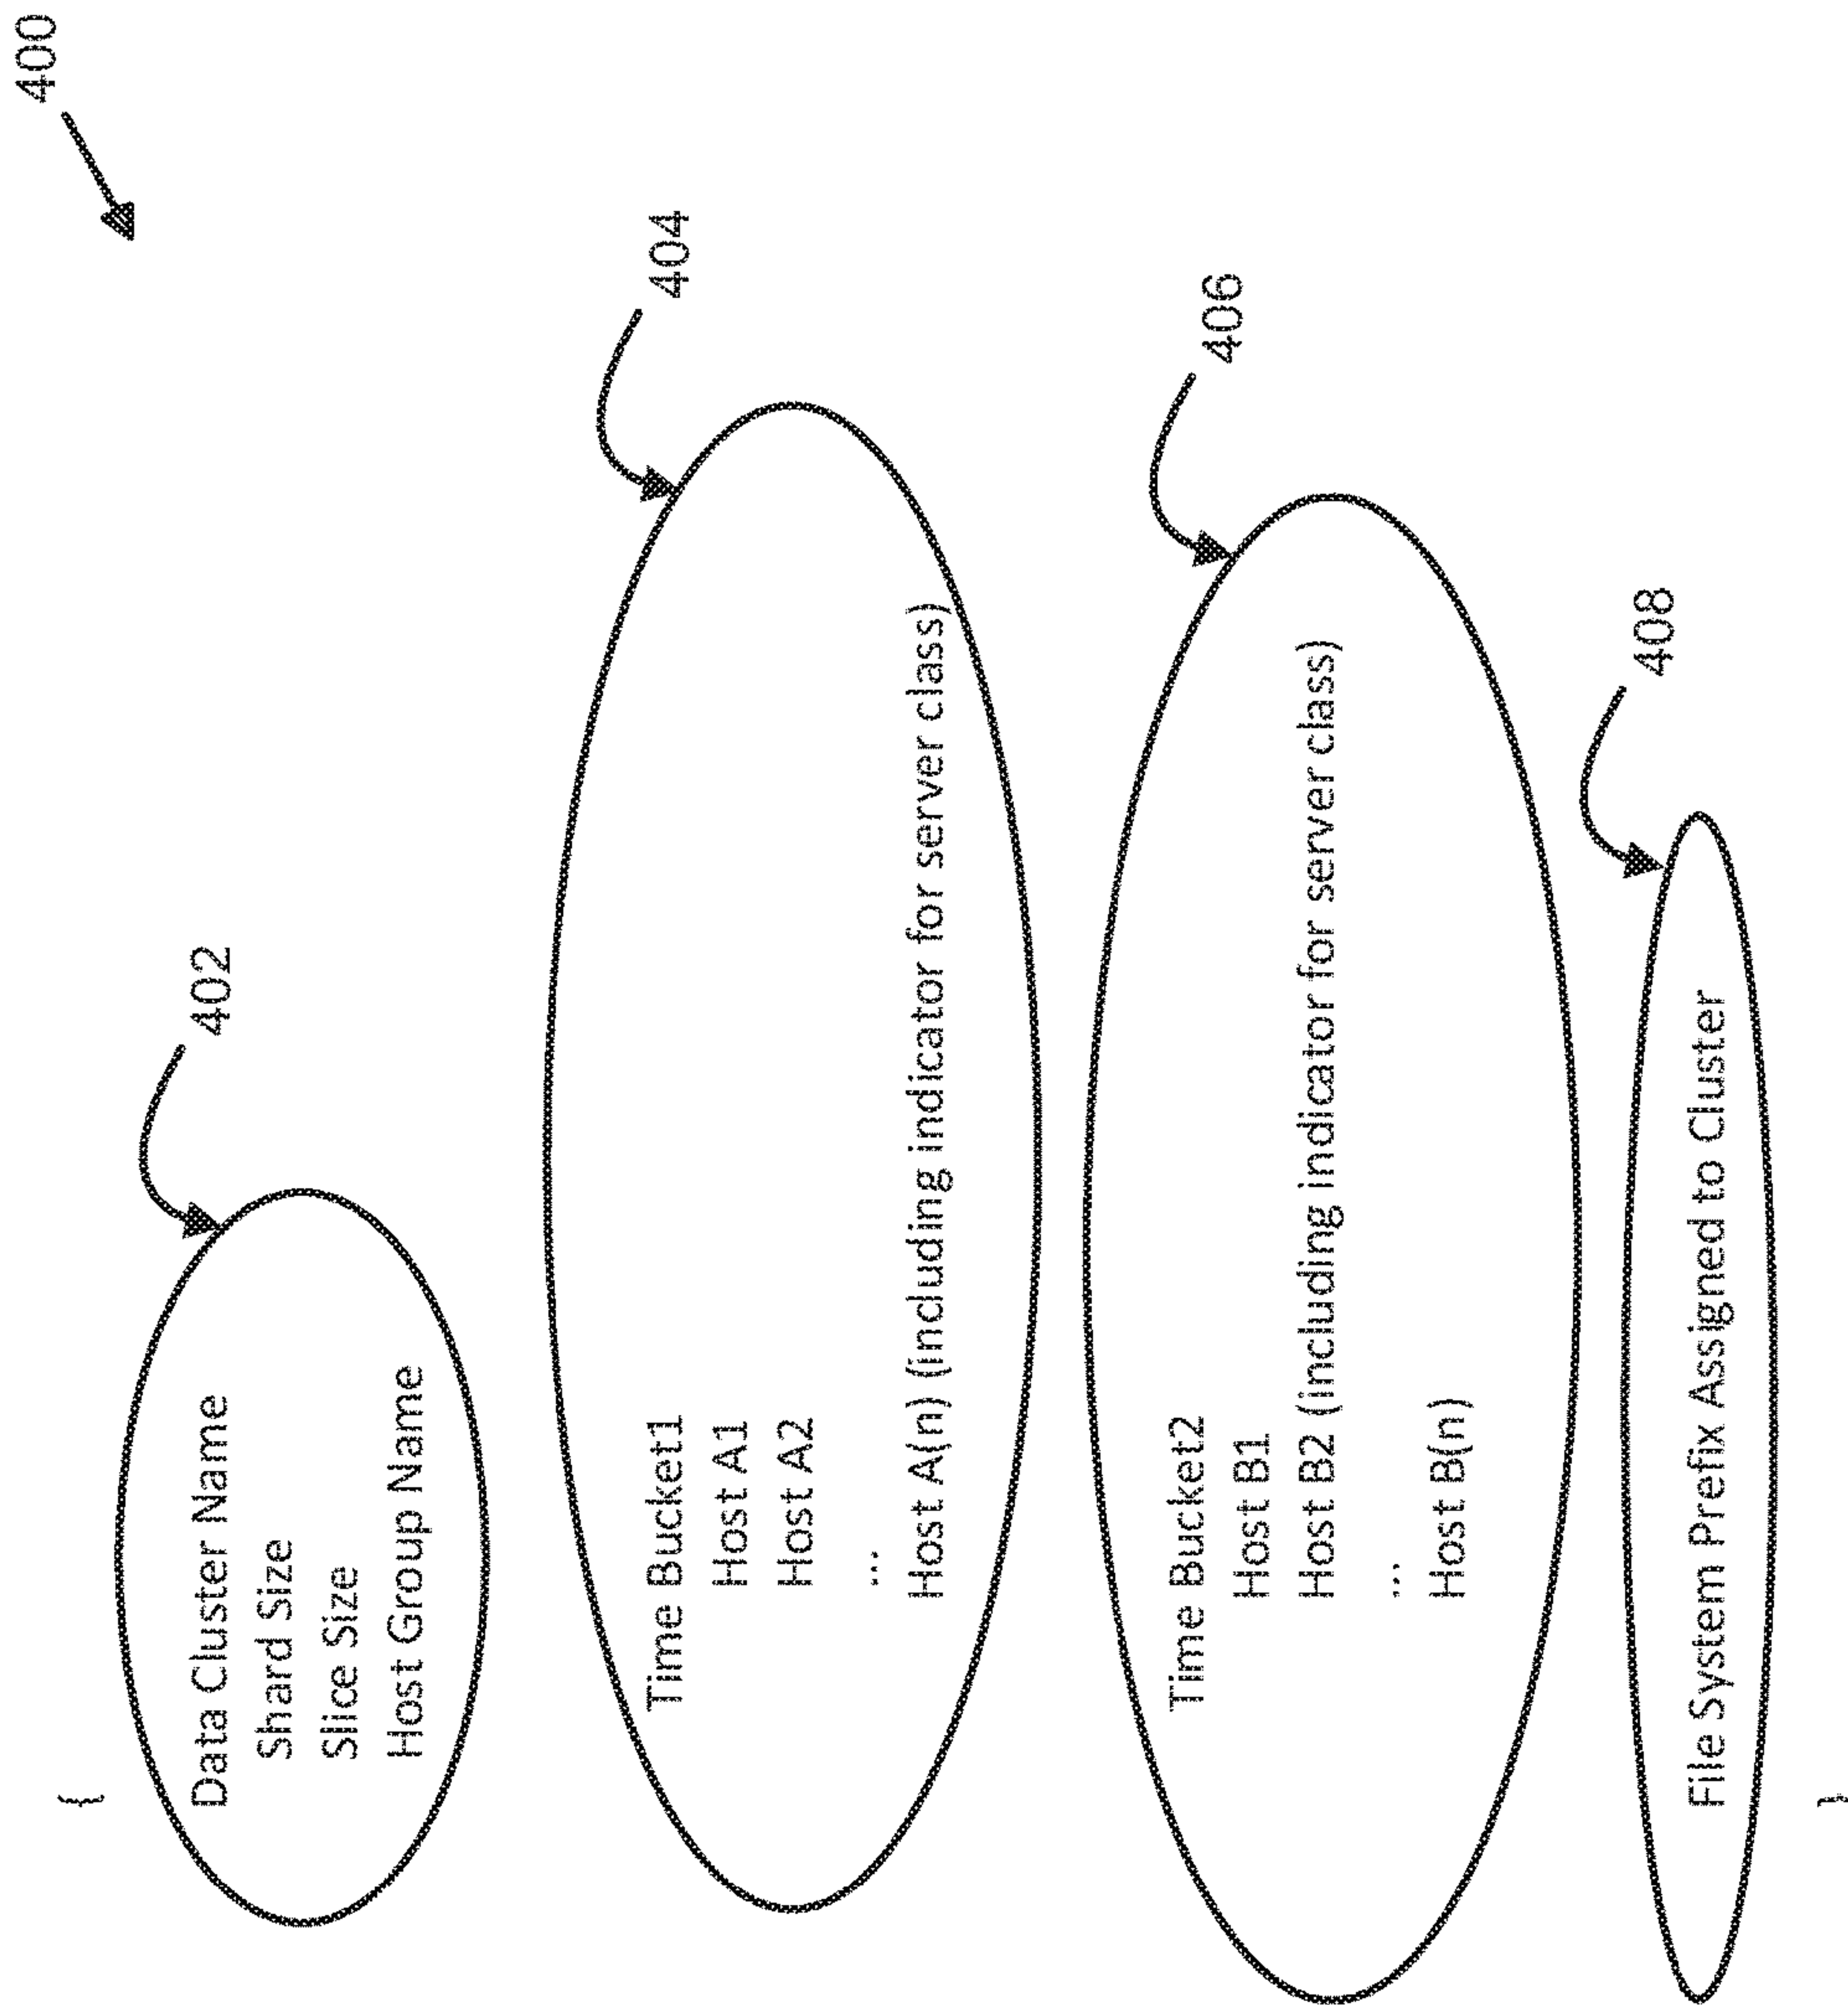 400
{
402
Data Cluster Name
Shard Size
Slice Size
Host Group Name
404
Time Bucket1
Host A1
Host A2
...
Host A(n) (including indicator for server class)
406
Time Bucket2
Host B1
Host B2 (including indicator for server class)
...
Host B(n)
408
File System Prefix Assigned to Cluster
}